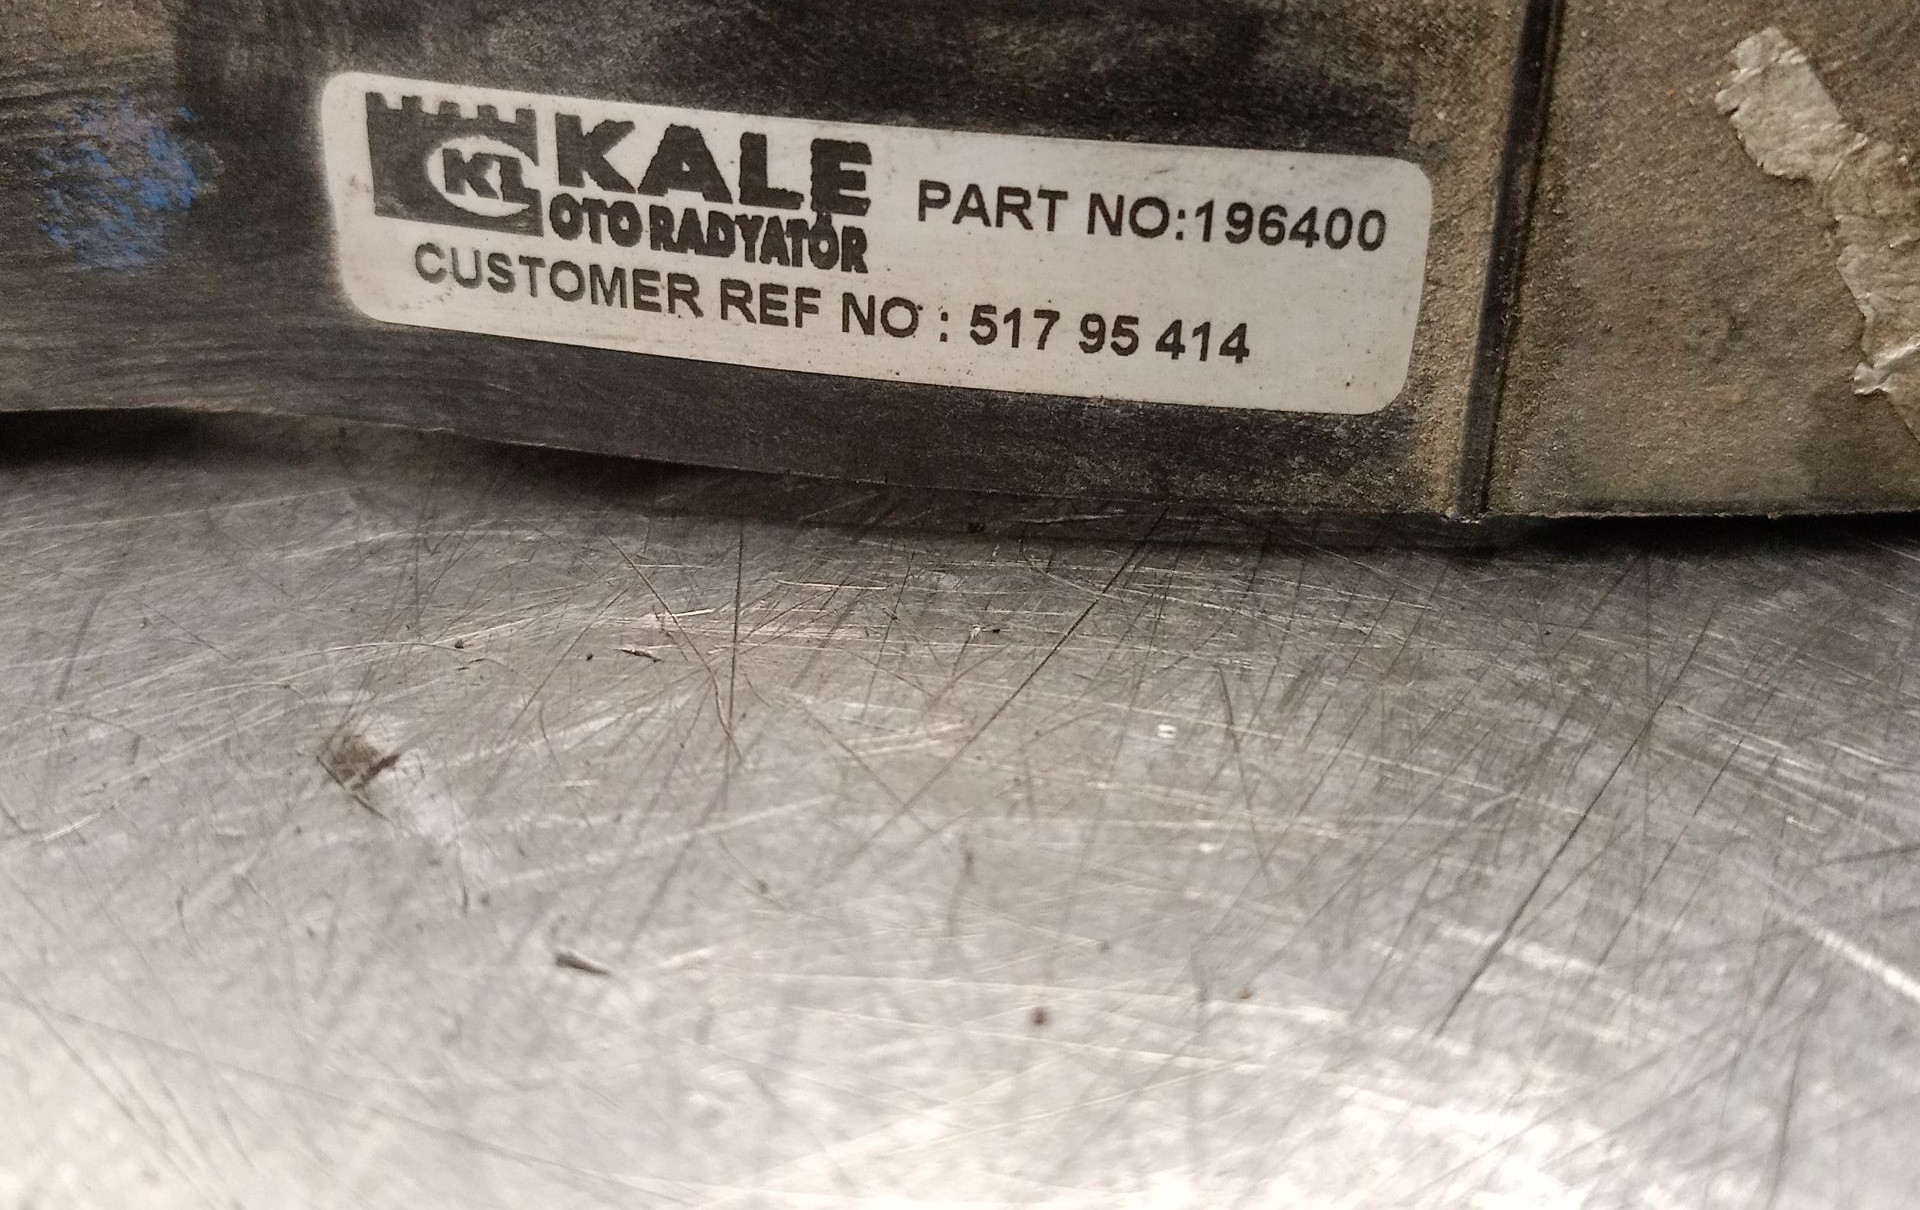 KL KALE
OTO RADYATÖR
PART NO:196400
CUSTOMER REF NO : 517 95 414